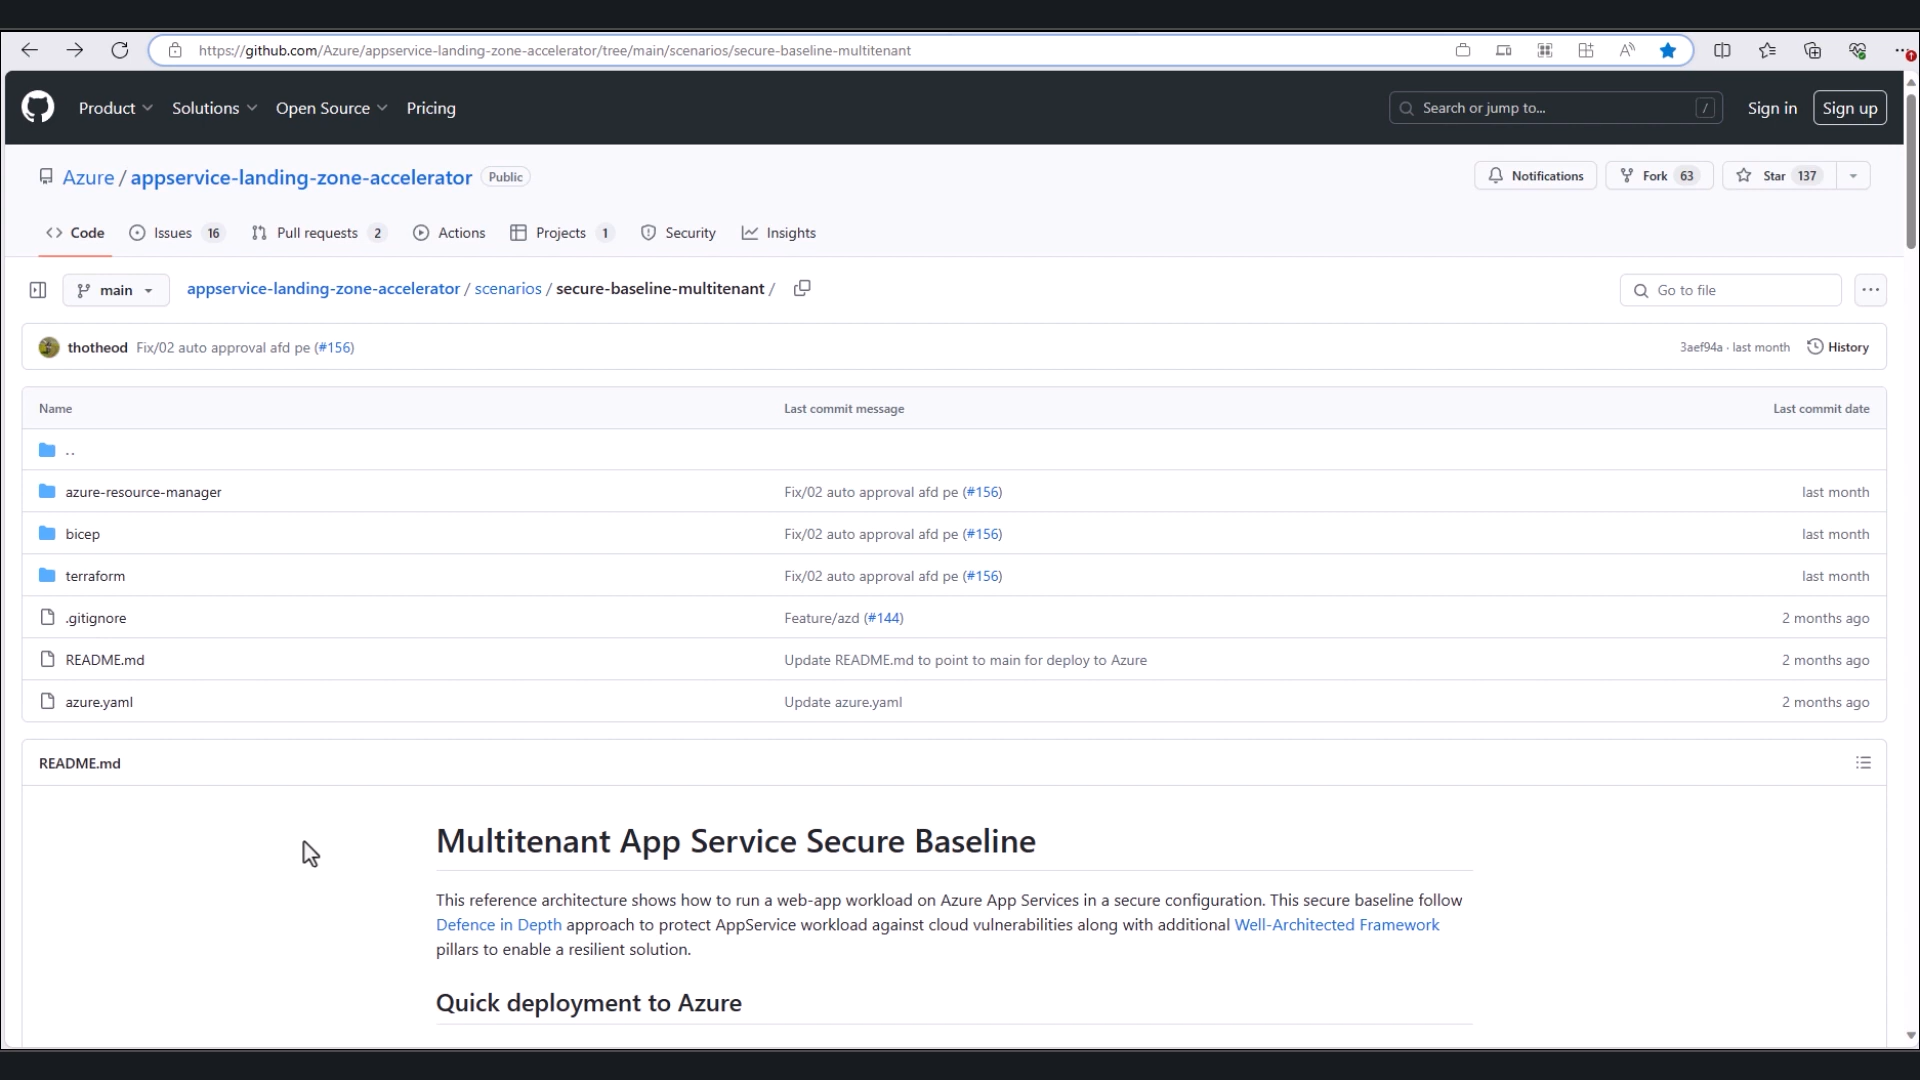 https://github.com/Azure/appservice-landing-zone-accelerator/tree/main/scenarios/secure-baseline-multitenant
Product Solutions Open Source Pricing Search or jump to... / Sign in Sign up
Azure / appservice-landing-zone-accelerator Public Notifications Fork 63 Star 137
Code Issues 16 Pull requests 2 Actions Projects 1 Security Insights
main appservice-landing-zone-accelerator / scenarios / secure-baseline-multitenant / Go to file
thotheod Fix/02 auto approval afd pe (#156) 3aef94a · last month History
Name Last commit message Last commit date
..
azure-resource-manager Fix/02 auto approval afd pe (#156) last month
bicep Fix/02 auto approval afd pe (#156) last month
terraform Fix/02 auto approval afd pe (#156) last month
.gitignore Feature/azd (#144) 2 months ago
README.md Update README.md to point to main for deploy to Azure 2 months ago
azure.yaml Update azure.yaml 2 months ago
README.md
Multitenant App Service Secure Baseline
This reference architecture shows how to run a web-app workload on Azure App Services in a secure configuration. This secure baseline follow
Defence in Depth approach to protect AppService workload against cloud vulnerabilities along with additional Well-Architected Framework
pillars to enable a resilient solution.
Quick deployment to Azure